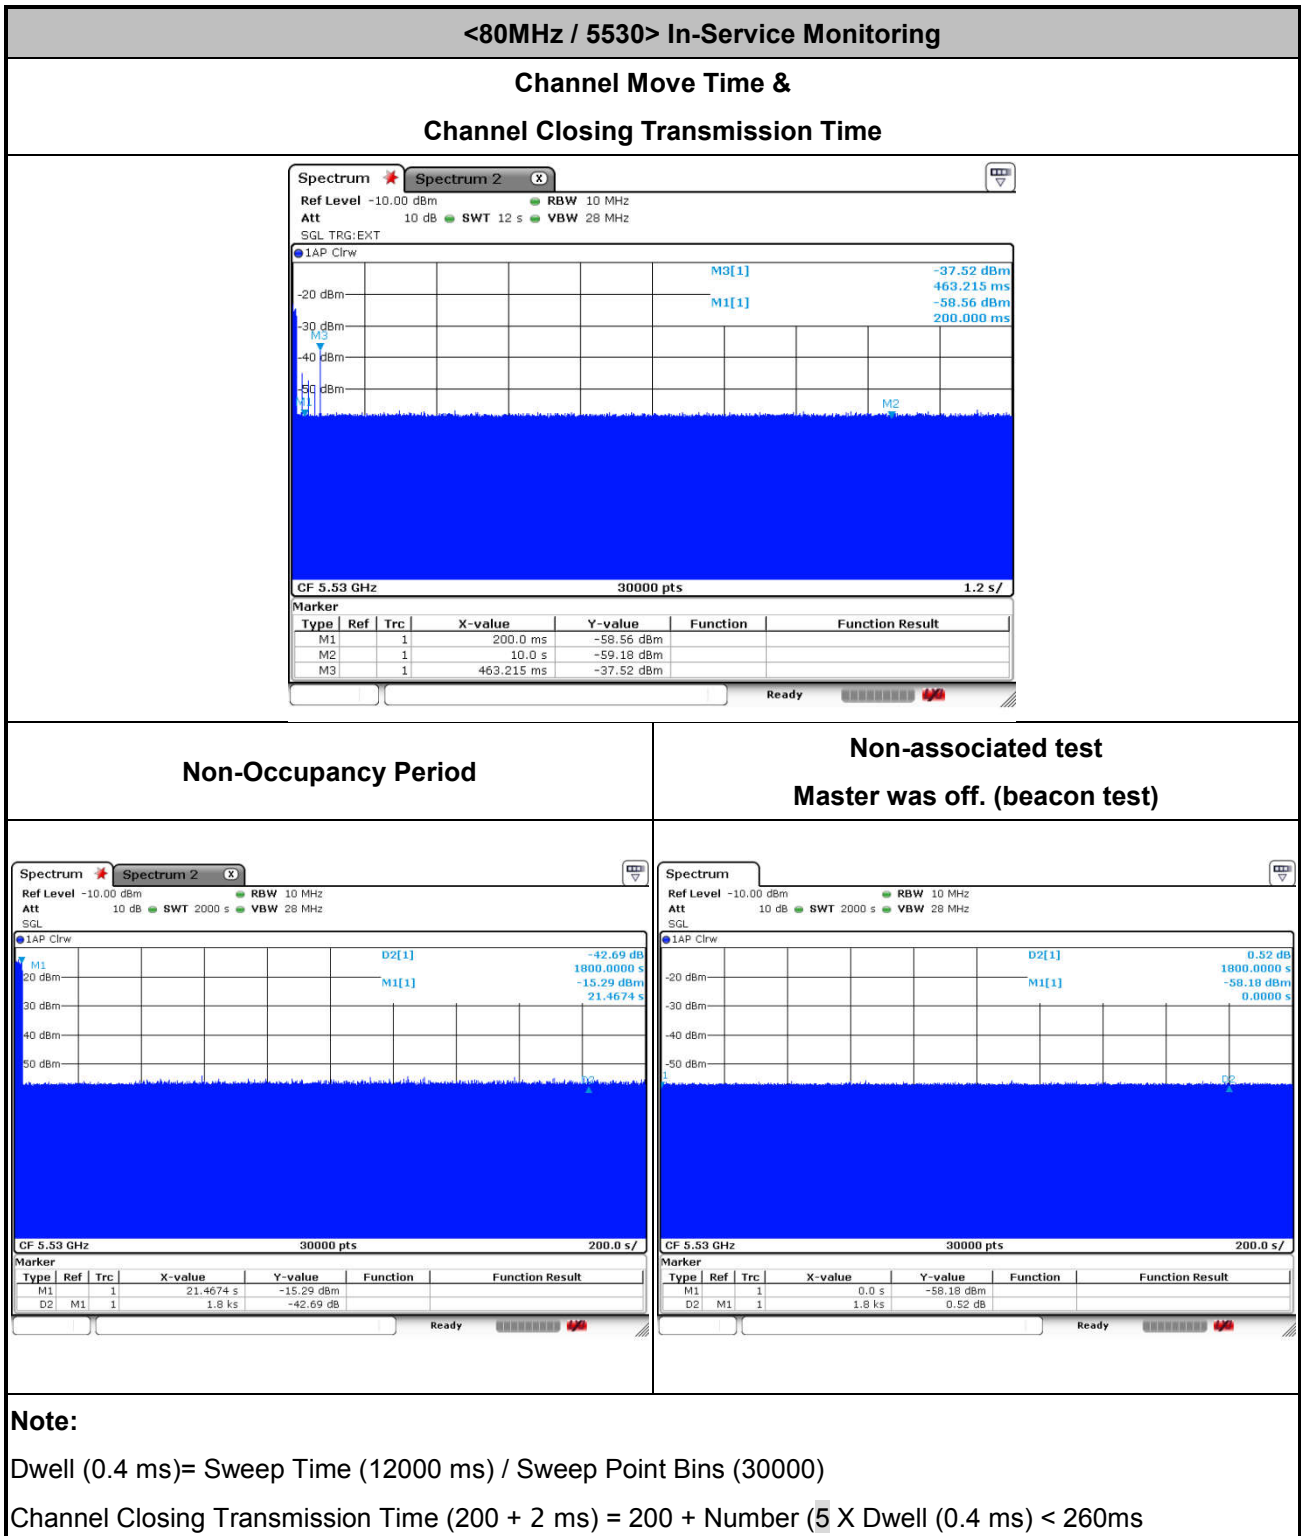 <80MHz / 5530> In-Service Monitoring
Channel Move Time &
Channel Closing Transmission Time
Spectrum Spectrum 2 X
Ref Level -10.00 dBm RBW 10 MHz
Att 10 dB SWT 12 s VBW 28 MHz
SGL TRG:EXT
1AP Clrw
M3[1] -37.52 dBm
463.215 ms
-20 dBm
M1[1] -58.56 dBm
200.000 ms
-30 dBm
M3
-40 dBm
-50 dBm
M1 M2
CF 5.53 GHz 30000 pts 1.2 s/
Marker
Type Ref Trc X-value Y-value Function Function Result
M1 1 200.0 ms -58.56 dBm
M2 1 10.0 s -59.18 dBm
M3 1 463.215 ms -37.52 dBm
Ready
Non-Occupancy Period
Non-associated test
Master was off. (beacon test)
Spectrum Spectrum 2 X
Ref Level -10.00 dBm RBW 10 MHz
Att 10 dB SWT 2000 s VBW 28 MHz
SGL
1AP Clrw
D2[1] -42.69 dB
1800.0000 s
M1
20 dBm
M1[1] -15.29 dBm
21.4674 s
30 dBm
40 dBm
50 dBm
D2
CF 5.53 GHz 30000 pts 200.0 s/
Marker
Type Ref Trc X-value Y-value Function Function Result
M1 1 21.4674 s -15.29 dBm
D2 M1 1 1.8 ks -42.69 dB
Ready
Spectrum
Ref Level -10.00 dBm RBW 10 MHz
Att 10 dB SWT 2000 s VBW 28 MHz
SGL
1AP Clrw
D2[1] 0.52 dB
1800.0000 s
-20 dBm
M1[1] -58.18 dBm
0.0000 s
-30 dBm
-40 dBm
-50 dBm
1 D2
CF 5.53 GHz 30000 pts 200.0 s/
Marker
Type Ref Trc X-value Y-value Function Function Result
M1 1 0.0 s -58.18 dBm
D2 M1 1 1.8 ks 0.52 dB
Ready
Note:
Dwell (0.4 ms)= Sweep Time (12000 ms) / Sweep Point Bins (30000)
Channel Closing Transmission Time (200 + 2 ms) = 200 + Number (5 X Dwell (0.4 ms) < 260ms